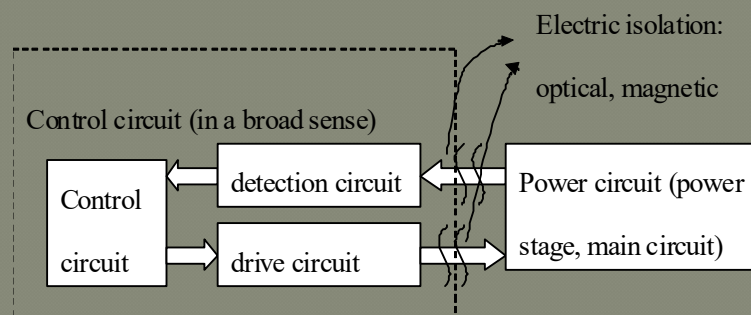 Electric isolation:
optical, magnetic
Control circuit (in a broad sense)
Control
circuit
detection circuit
drive circuit
Power circuit (power
stage, main circuit)